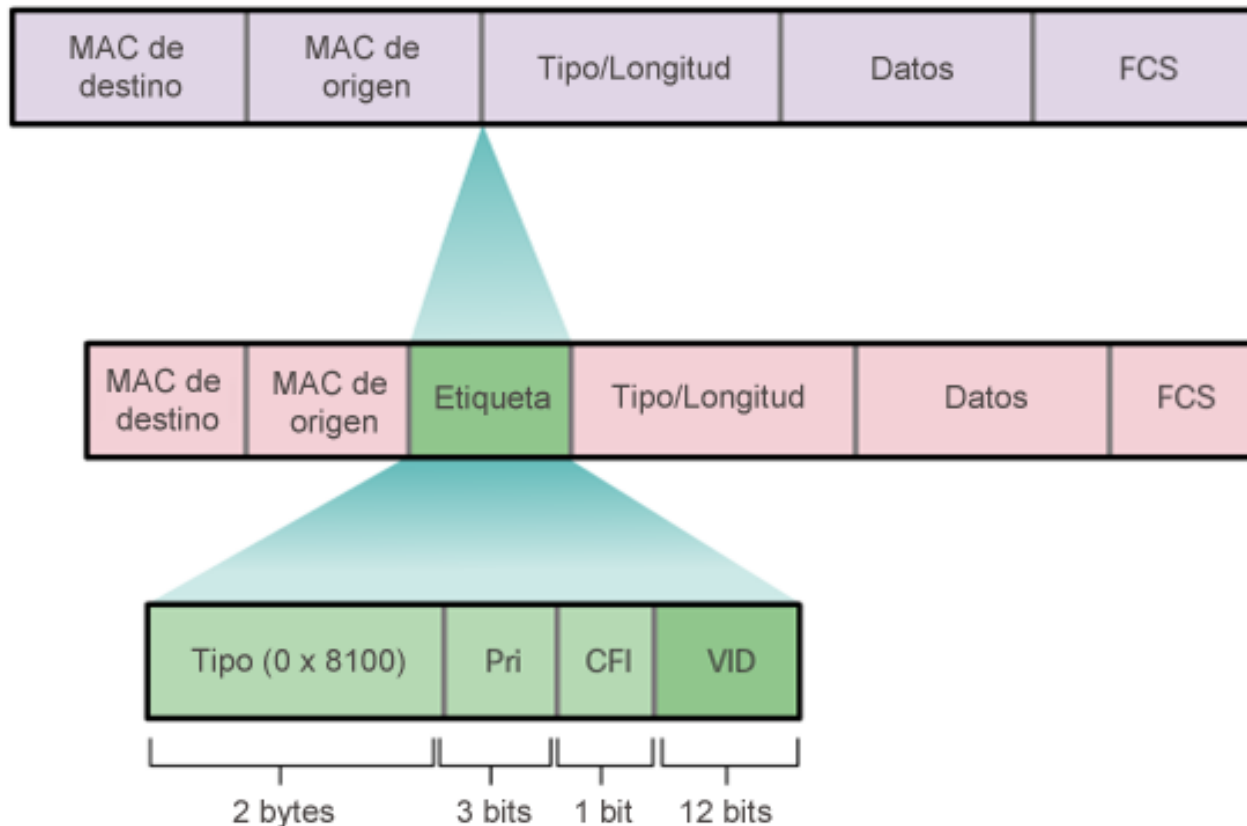 MAC de
destino
MAC de
origen
Tipo/Longitud
Datos
FCS
MAC de
destino
MAC de
origen
Etiqueta
Tipo/Longitud
Datos
FCS
Tipo (0 x 8100)
Pri
CFI
VID
2 bytes
3 bits
1 bit
12 bits